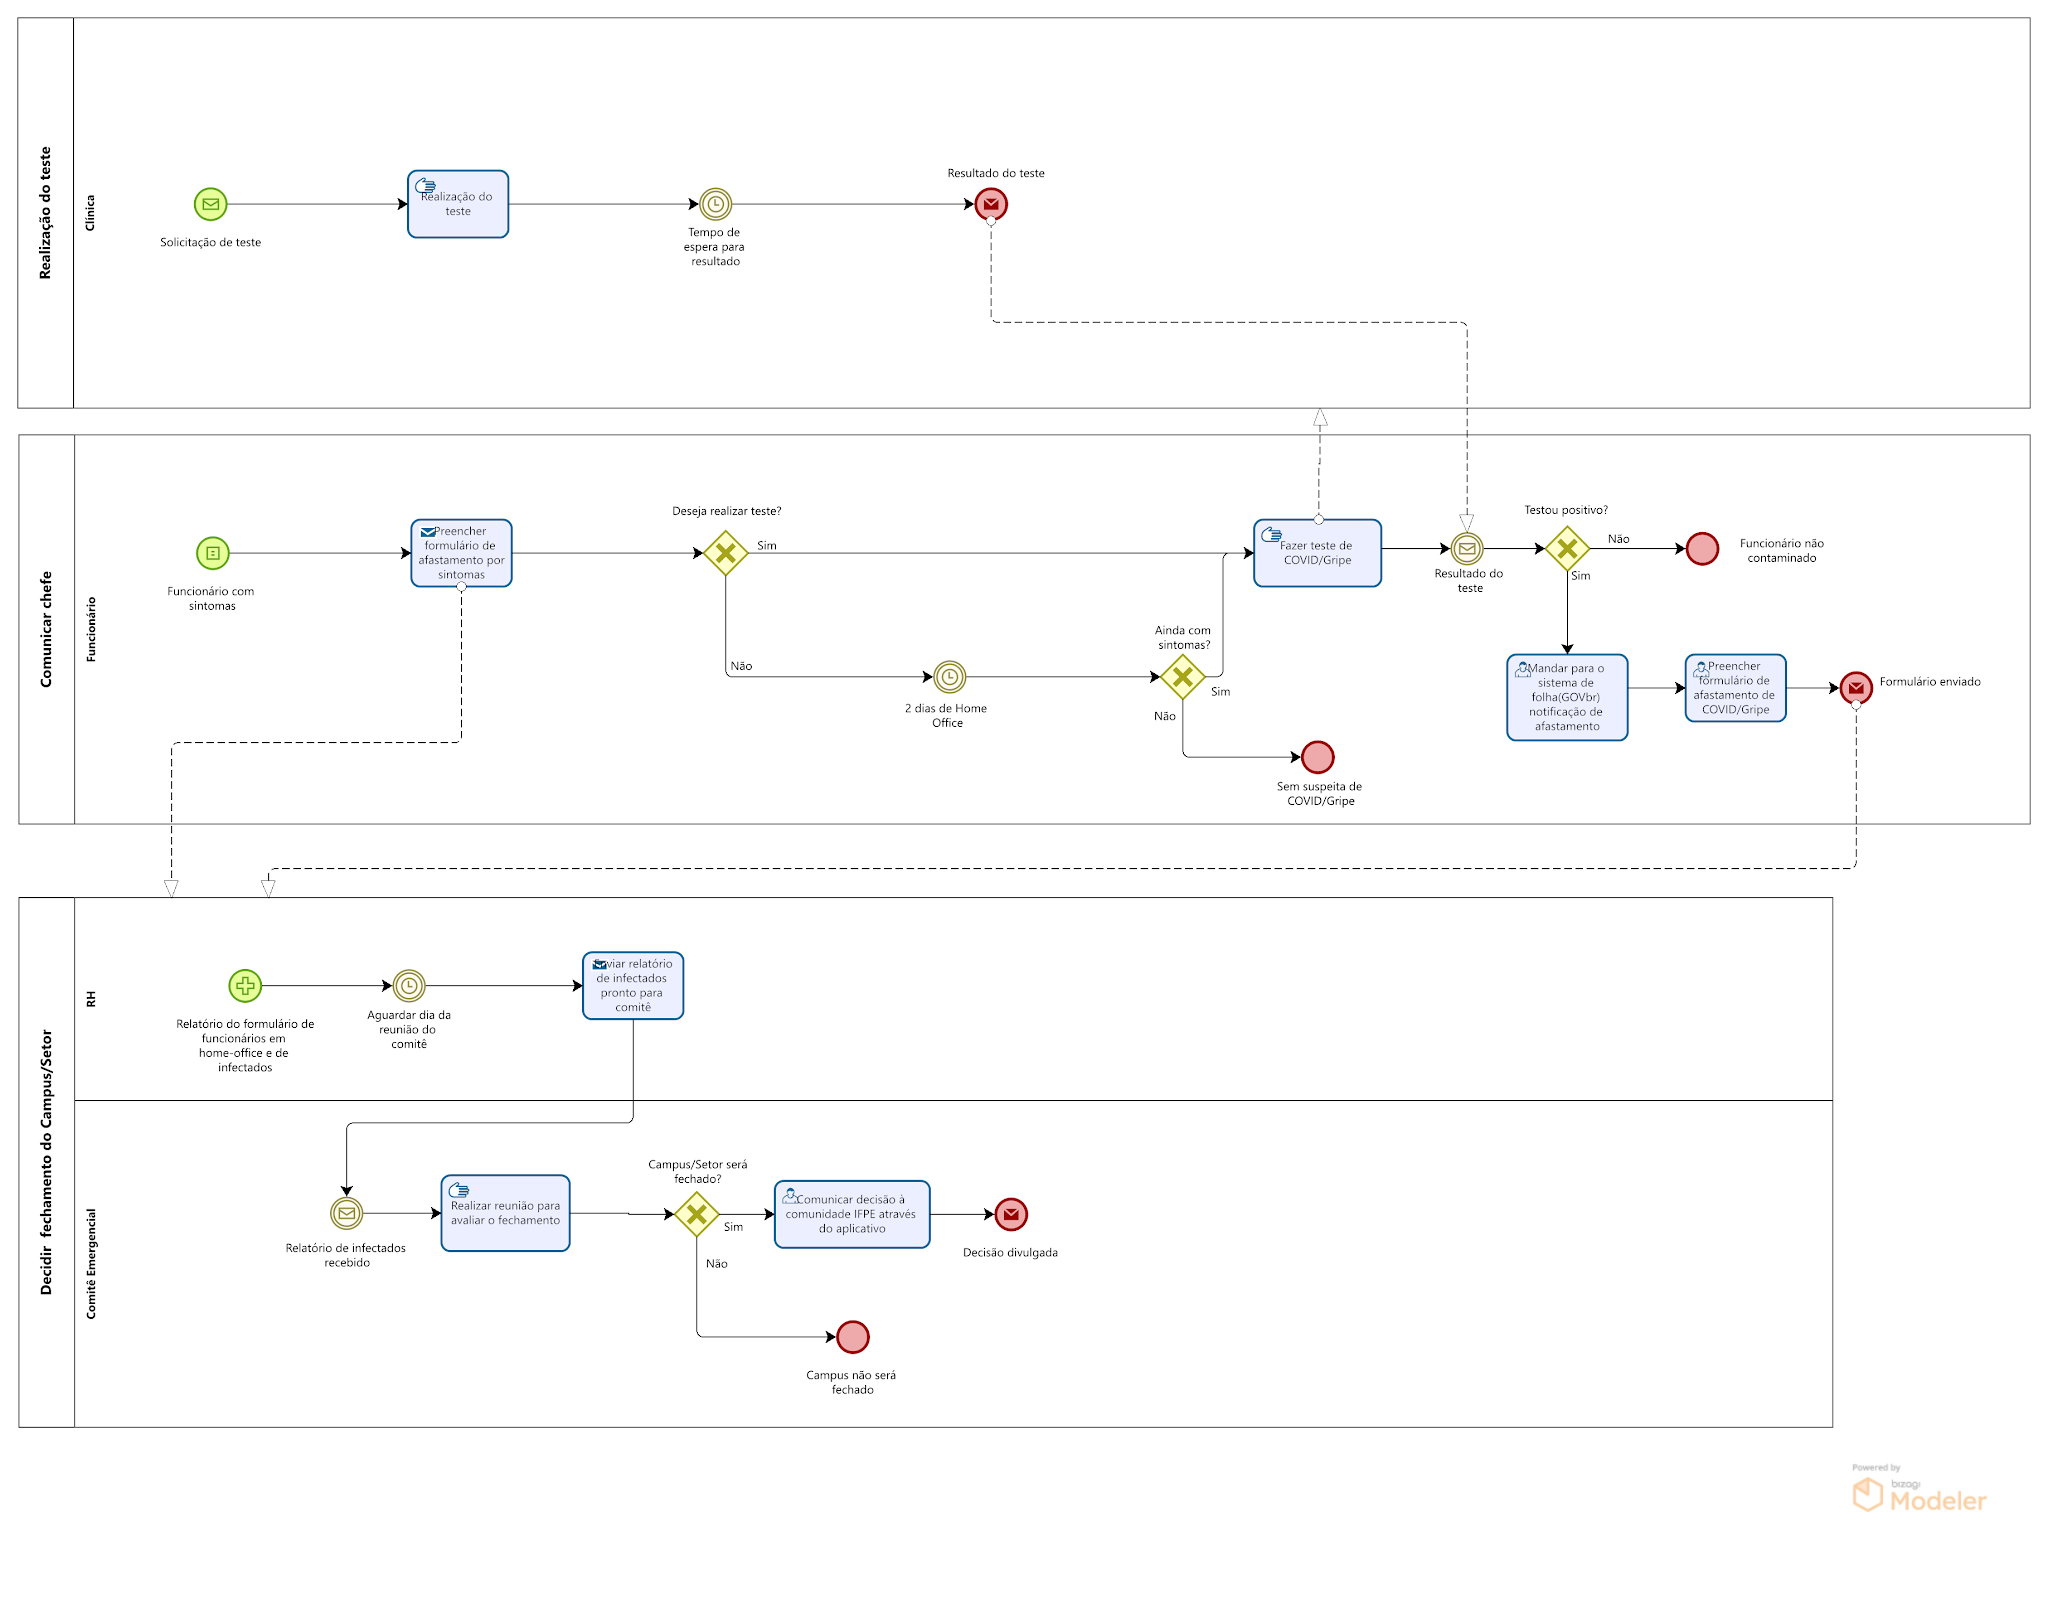 Realização do teste
Clínica
Solicitação de teste
Realização do
teste
Tempo de
espera para
resultado
Resultado do teste
Comunicar chefe
Funcionário
Funcionário com
sintomas
Preencher
formulário de
afastamento por
sintomas
Deseja realizar teste?
Sim
Não
2 dias de Home
Office
Ainda com
sintomas?
Sim
Não
Sem suspeita de
COVID/Gripe
Fazer teste de
COVID/Gripe
Resultado do
teste
Testou positivo?
Não
Sim
Funcionário não
contaminado
Mandar para o
sistema de
folha(GOVbr)
notificação de
afastamento
Preencher
formulário de
afastamento de
COVID/Gripe
Formulário enviado
Decidir fechamento do Campus/Setor
RH
Relatório do formulário de
funcionários em
home-office e de
infectados
Aguardar dia da
reunião do
comitê
Enviar relatório
de infectados
pronto para
comitê
Comitê Emergencial
Relatório de infectados
recebido
Realizar reunião para
avaliar o fechamento
Campus/Setor será
fechado?
Sim
Não
Comunicar decisão à
comunidade IFPE através
do aplicativo
Decisão divulgada
Campus não será
fechado
Powered by
bizagi
Modeler